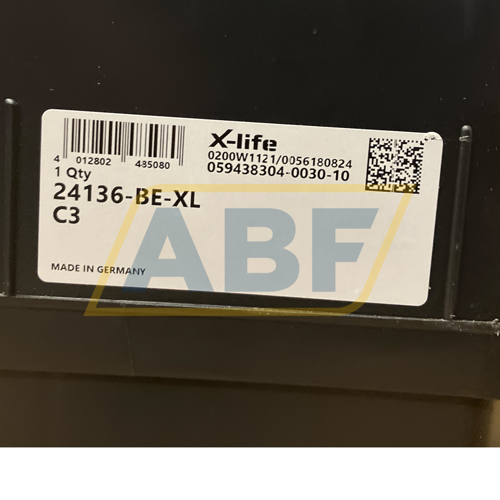 X-life
4 012802 485080
0200W1121/0056180824
1 Qty
059438304-0030-10
24136-BE-XL
C3
ABF
MADE IN GERMANY